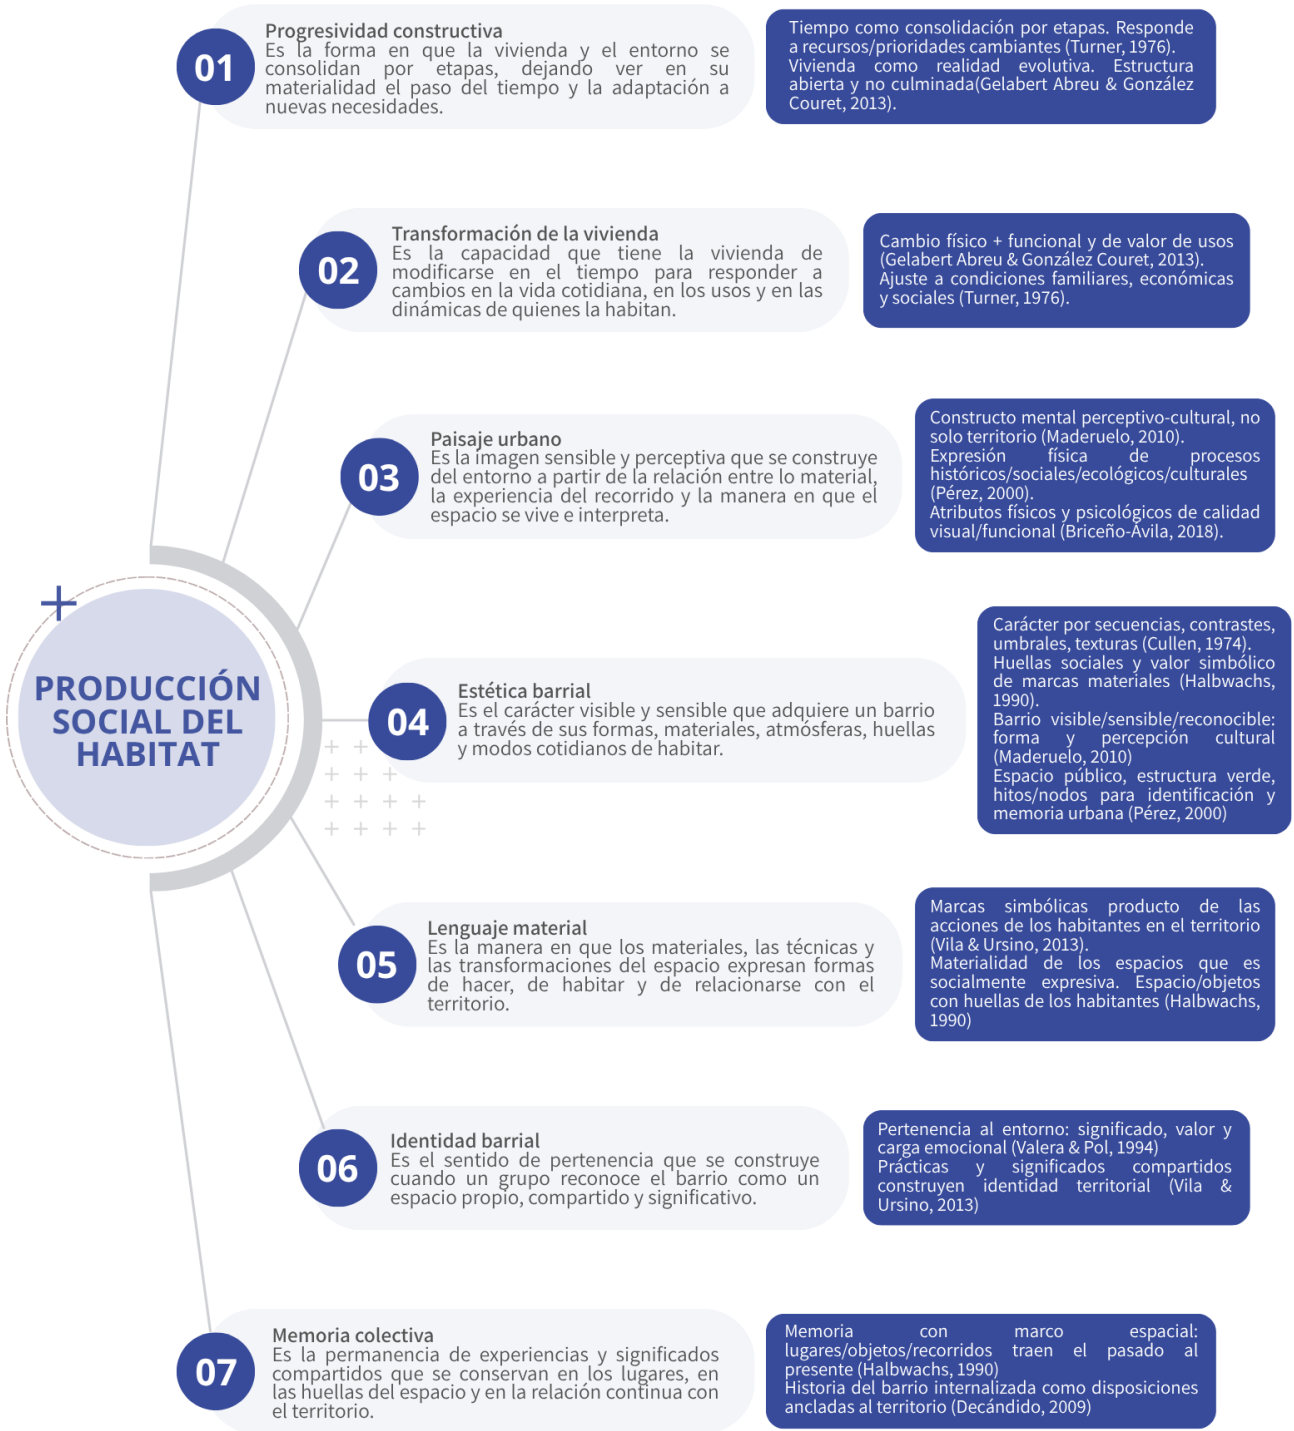 01
Progresividad constructiva
Es la forma en que la vivienda y el entorno se
consolidan por etapas, dejando ver en su
materialidad el paso del tiempo y la adaptación a
nuevas necesidades.
Tiempo como consolidación por etapas. Responde
a recursos/prioridades cambiantes (Turner, 1976).
Vivienda como realidad evolutiva. Estructura
abierta y no culminada(Gelabert Abreu & González
Couret, 2013).
02
Transformación de la vivienda
Es la capacidad que tiene la vivienda de
modificarse en el tiempo para responder a
cambios en la vida cotidiana, en los usos y en las
dinámicas de quienes la habitan.
Cambio físico + funcional y de valor de usos
(Gelabert Abreu & González Couret, 2013).
Ajuste a condiciones familiares, económicas
y sociales (Turner, 1976).
03
Paisaje urbano
Es la imagen sensible y perceptiva que se construye
del entorno a partir de la relación entre lo material,
la experiencia del recorrido y la manera en que el
espacio se vive e interpreta.
Constructo mental perceptivo-cultural, no
solo territorio (Maderuelo, 2010).
Expresión física de procesos
históricos/sociales/ecológicos/culturales
(Pérez, 2000).
Atributos físicos y psicológicos de calidad
visual/funcional (Briceño-Ávila, 2018).
PRODUCCIÓN
SOCIAL DEL
HABITAT
04
Estética barrial
Es el carácter visible y sensible que adquiere un barrio
a través de sus formas, materiales, atmósferas, huellas
y modos cotidianos de habitar.
Carácter por secuencias, contrastes,
umbrales, texturas (Cullen, 1974).
Huellas sociales y valor simbólico
de marcas materiales (Halbwachs,
1990).
Barrio visible/sensible/reconocible:
forma y percepción cultural
(Maderuelo, 2010)
Espacio público, estructura verde,
hitos/nodos para identificación y
memoria urbana (Pérez, 2000)
05
Lenguaje material
Es la manera en que los materiales, las técnicas y
las transformaciones del espacio expresan formas
de hacer, de habitar y de relacionarse con el
territorio.
Marcas simbólicas producto de las
acciones de los habitantes en el territorio
(Vila & Ursino, 2013).
Materialidad de los espacios que es
socialmente expresiva. Espacio/objetos
con huellas de los habitantes (Halbwachs,
1990)
06
Identidad barrial
Es el sentido de pertenencia que se construye
cuando un grupo reconoce el barrio como un
espacio propio, compartido y significativo.
Pertenencia al entorno: significado, valor y
carga emocional (Valera & Pol, 1994)
Prácticas y significados compartidos
construyen identidad territorial (Vila &
Ursino, 2013)
07
Memoria colectiva
Es la permanencia de experiencias y significados
compartidos que se conservan en los lugares, en
las huellas del espacio y en la relación continua con
el territorio.
Memoria con marco espacial:
lugares/objetos/recorridos traen el pasado al
presente (Halbwachs, 1990)
Historia del barrio internalizada como disposiciones
ancladas al territorio (Decándido, 2009)